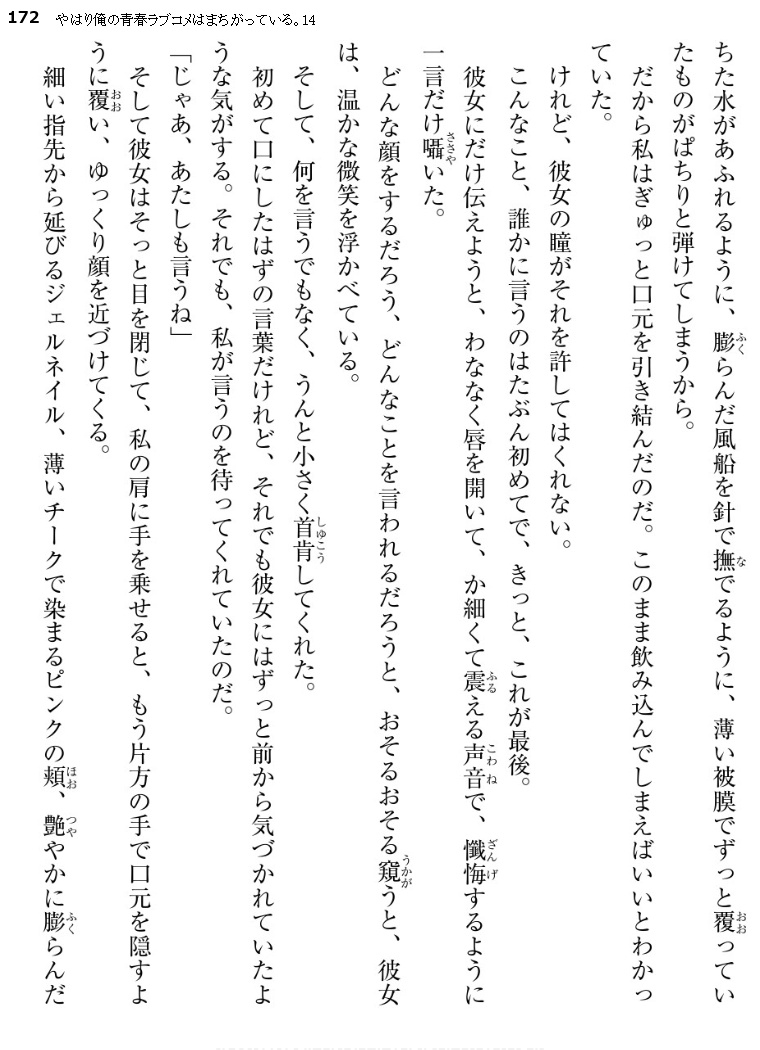 172 やはり俺の青春ラブコメはまちがっている。14
ちた水があふれるように、膨らんだ風船を針で撫でるように、薄い被膜でずっと覆ってい
たものがぱちりと弾けてしまうから。
だから私はぎゅっと口元を引き結んだのだ。このまま飲み込んでしまえばいいとわかっ
ていた。
けれど、彼女の瞳がそれを許してはくれない。
こんなこと、誰かに言うのはたぶん初めてで、きっと、これが最後。
彼女にだけ伝えようと、わななく唇を開いて、か細くて震える声音で、懺悔するように
一言だけ囁いた。
どんな顔をするだろう、どんなことを言われるだろうと、おそるおそる窺うと、彼女
は、温かな微笑を浮かべている。
そして、何を言うでもなく、うんと小さく首肯してくれた。
初めて口にしたはずの言葉だけれど、それでも彼女にはずっと前から気づかれていたよ
うな気がする。それでも、私が言うのを待ってくれていたのだ。
「じゃあ、あたしも言うね」
そして彼女はそっと目を閉じて、私の肩に手を乗せると、もう片方の手で口元を隠すよ
うに覆い、ゆっくり顔を近づけてくる。
細い指先から延びるジェルネイル、薄いチークで染まるピンクの頬、艶やかに膨らんだ